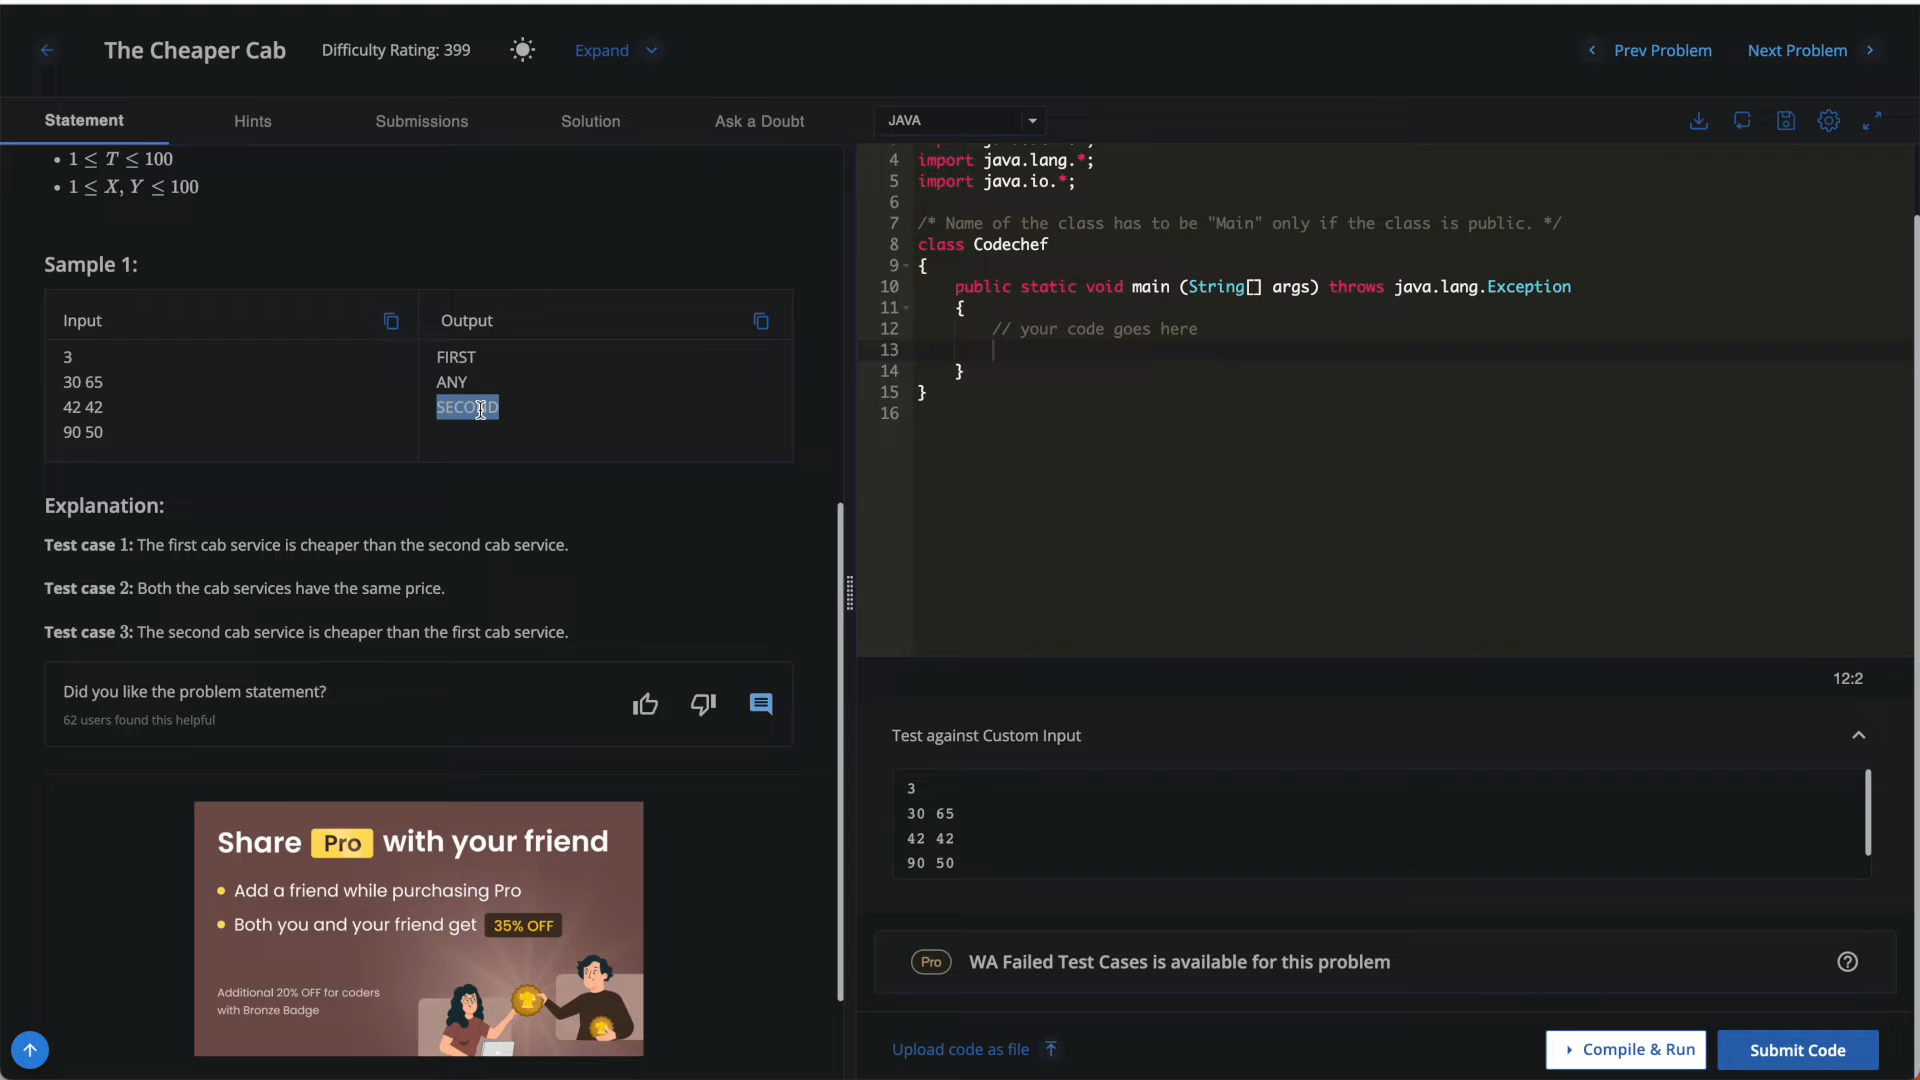 The Cheaper Cab
Difficulty Rating: 399
Expand
Prev Problem
Next Problem
Statement
Hints
Submissions
Solution
Ask a Doubt
• 1 ≤ T ≤ 100
• 1 ≤ X, Y ≤ 100
Sample 1:
Input
Output
3
30 65
42 42
90 50
FIRST
ANY
SECOND
Explanation:
Test case 1: The first cab service is cheaper than the second cab service.
Test case 2: Both the cab services have the same price.
Test case 3: The second cab service is cheaper than the first cab service.
Did you like the problem statement?
62 users found this helpful
Share Pro with your friend
• Add a friend while purchasing Pro
• Both you and your friend get 35% OFF
Additional 20% OFF for coders
with Bronze Badge
JAVA
4 import java.lang.*;
5 import java.io.*;
6
7 /* Name of the class has to be "Main" only if the class is public. */
8 class Codechef
9 {
10 public static void main (String[] args) throws java.lang.Exception
11 {
12 // your code goes here
13
14 }
15 }
16
12:2
Test against Custom Input
3
30 65
42 42
90 50
Pro WA Failed Test Cases is available for this problem
Upload code as file
Compile & Run
Submit Code